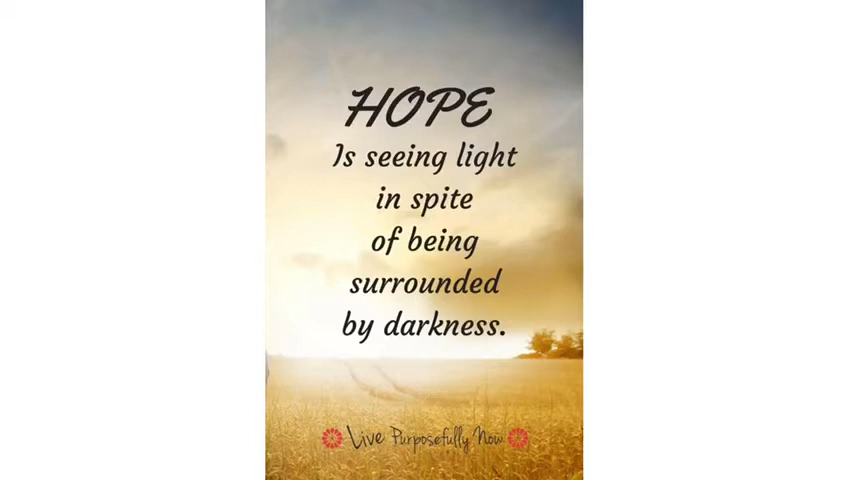 HOPE
Is seeing light
in spite
of being
surrounded
by darkness.
Live Purposefully Now